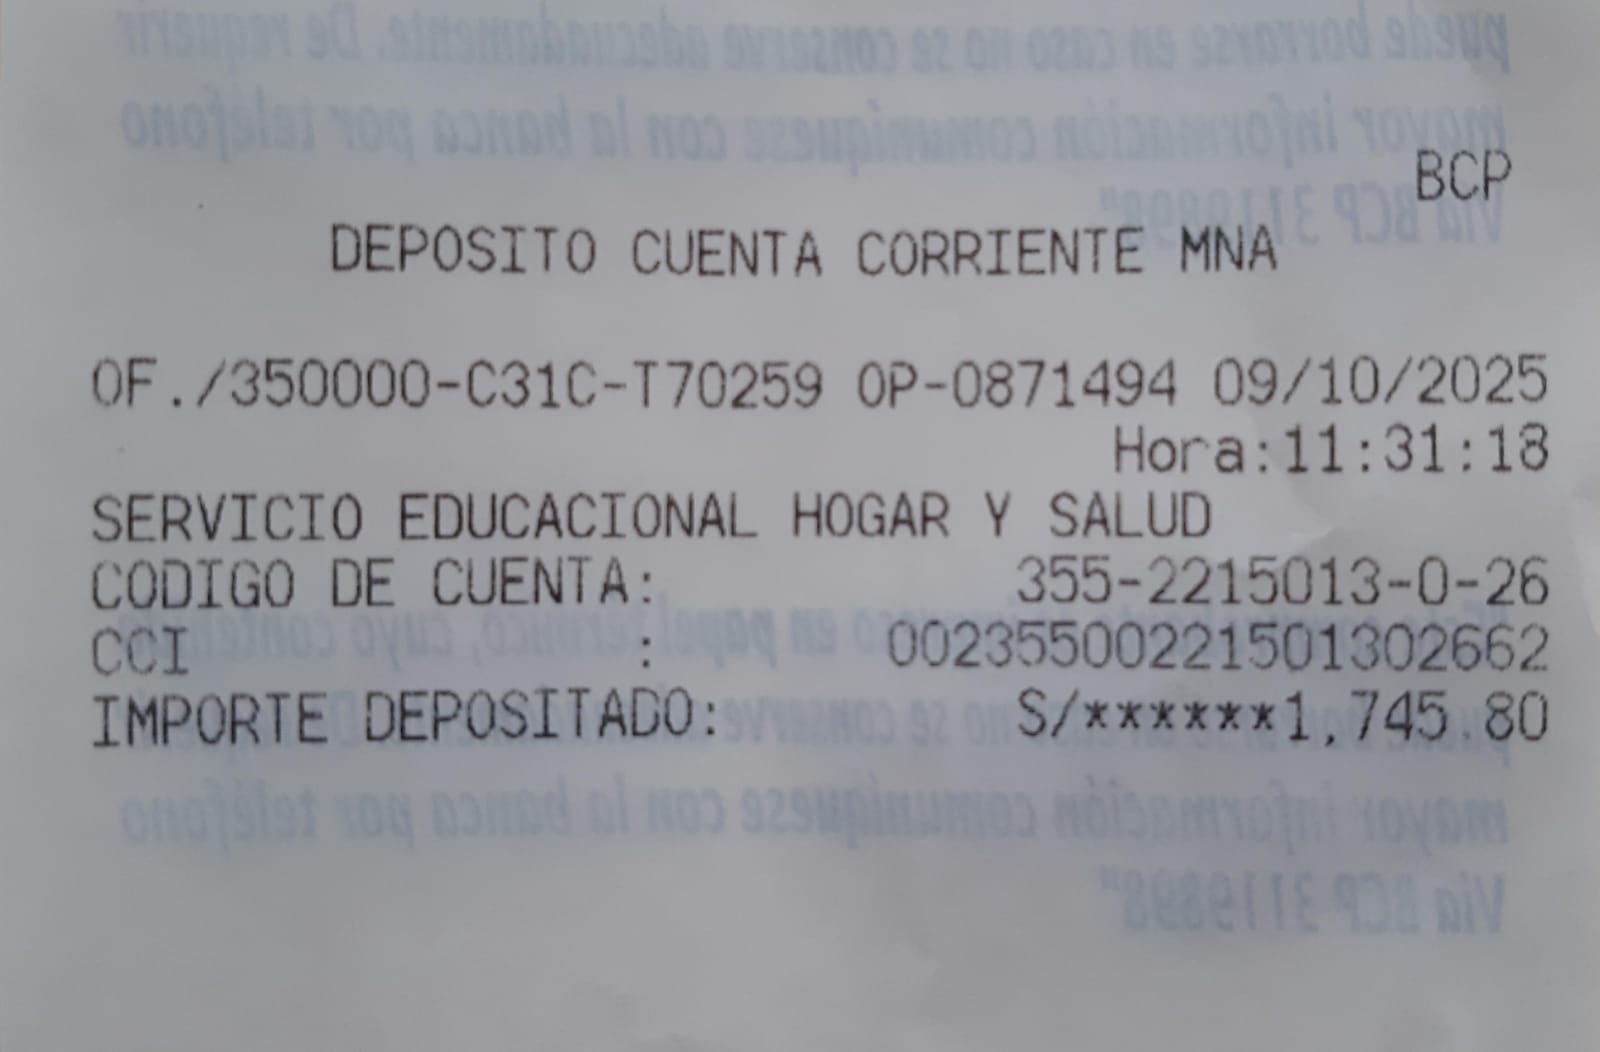 BCP
DEPOSITO CUENTA CORRIENTE MNA
OF./350000-C31C-T70259 OP-0871494 09/10/2025
Hora:11:31:18
SERVICIO EDUCACIONAL HOGAR Y SALUD
CODIGO DE CUENTA: 355-2215013-0-26
CCI : 00235500221501302662
IMPORTE DEPOSITADO: S/******1,745.80